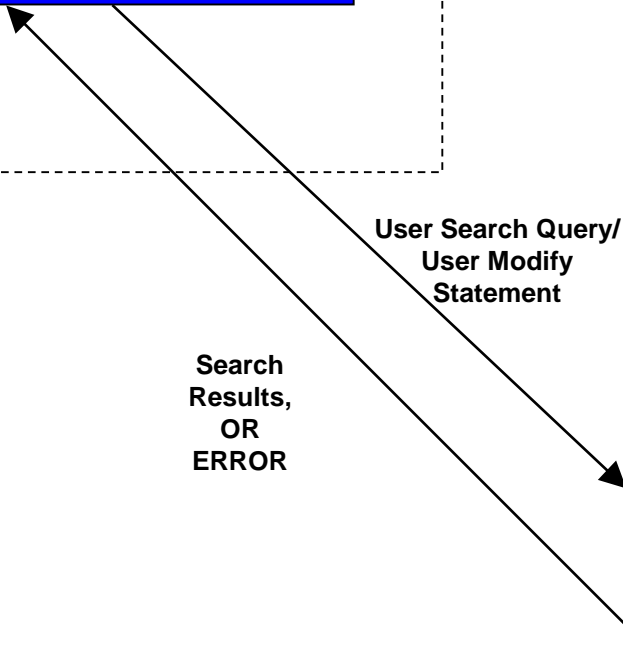 User Search Query/
User Modify
Statement
Search
Results,
OR
ERROR